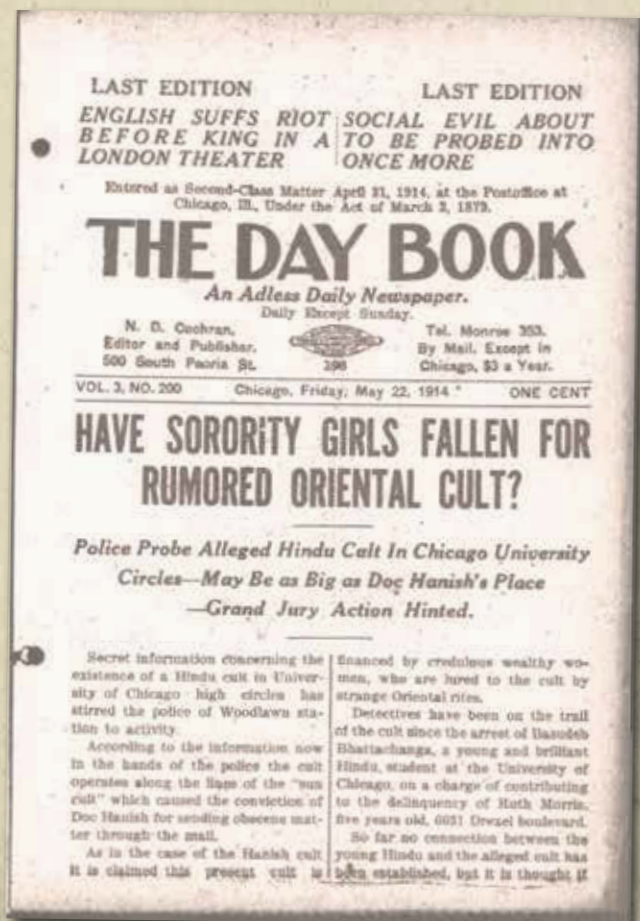 LAST EDITION LAST EDITION
ENGLISH SUFFS RIOT
BEFORE KING IN A
LONDON THEATER
SOCIAL EVIL ABOUT
TO BE PROBED INTO
ONCE MORE
Entered as Second-Class Matter April 21, 1914, at the Postoffice at
Chicago, Ill., Under the Act of March 3, 1879.
THE DAY BOOK
An Adless Daily Newspaper.
Daily Except Sunday.
N. D. Cochran,
Editor and Publisher.
500 South Peoria St.
398
Tel. Monroe 353.
By Mail, Except in
Chicago, $3 a Year.
VOL. 3, NO. 200 Chicago, Friday, May 22, 1914 ONE CENT
HAVE SORORITY GIRLS FALLEN FOR
RUMORED ORIENTAL CULT?
Police Probe Alleged Hindu Cult In Chicago University
Circles—May Be as Big as Doc Hanish's Place
—Grand Jury Action Hinted.
Secret information concerning the
existence of a Hindu cult in Univer-
sity of Chicago high circles has
stirred the police of Woodlawn sta-
tion to activity.
According to the information now
in the hands of the police the cult
operates along the lines of the "sun
cult" which caused the conviction of
Doc Hanish for sending obscene mat-
ter through the mail.
As in the case of the Hanish cult
it is claimed this present cult is
financed by credulous wealthy wo-
men, who are lured to the cult by
strange Oriental rites.
Detectives have been on the trail
of the cult since the arrest of Basudeb
Bhattachanga, a young and brilliant
Hindu, student at the University of
Chicago, on a charge of contributing
to the delinquency of Ruth Morris,
five years old, Drexel boulevard.
So far no connection between the
young Hindu and the alleged cult has
been established, but it is thought if